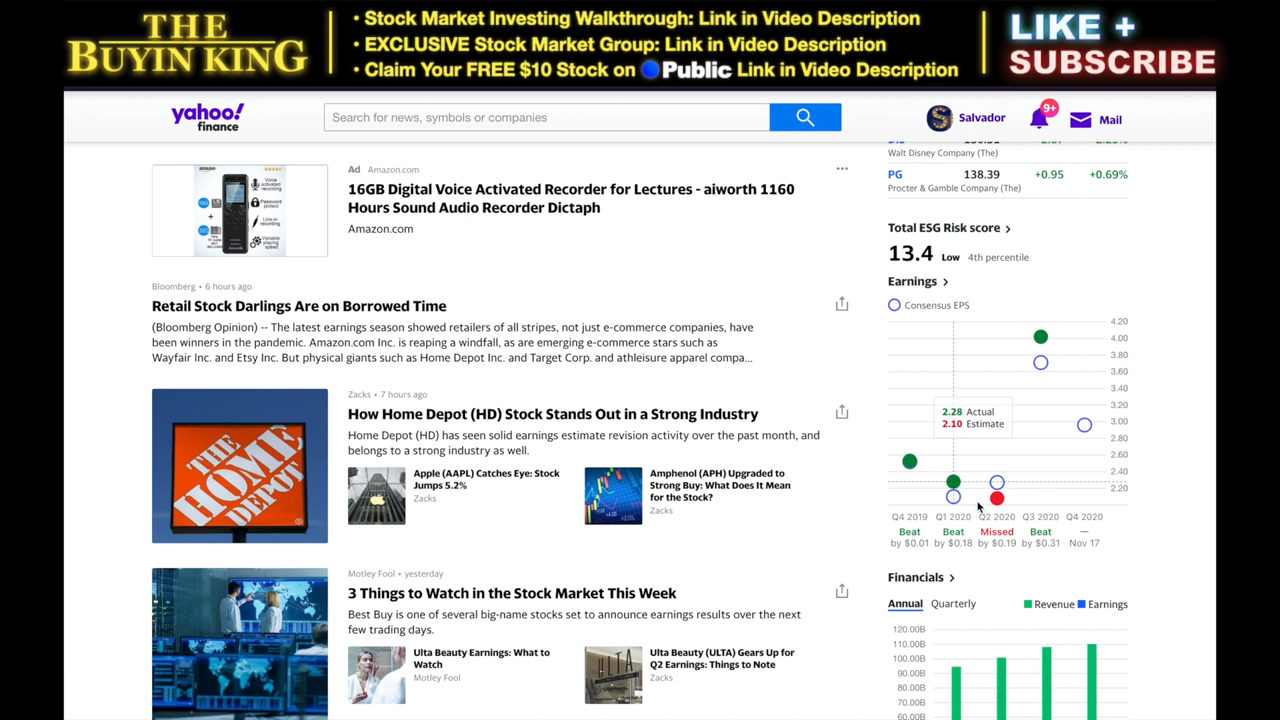 THE
BUYIN KING
• Stock Market Investing Walkthrough: Link in Video Description
• EXCLUSIVE Stock Market Group: Link in Video Description
• Claim Your FREE $10 Stock on Public Link in Video Description
LIKE +
SUBSCRIBE
yahoo!
finance
Search for news, symbols or companies
Salvador
9+
Mail
Ad Amazon.com
16GB Digital Voice Activated Recorder for Lectures - aiworth 1160
Hours Sound Audio Recorder Dictaph
Amazon.com
Bloomberg • 6 hours ago
Retail Stock Darlings Are on Borrowed Time
(Bloomberg Opinion) -- The latest earnings season showed retailers of all stripes, not just e-commerce companies, have
been winners in the pandemic. Amazon.com Inc. is reaping a windfall, as are emerging e-commerce stars such as
Wayfair Inc. and Etsy Inc. But physical giants such as Home Depot Inc. and Target Corp. and athleisure apparel compa...
THE
HOME
DEPOT
Zacks • 7 hours ago
How Home Depot (HD) Stock Stands Out in a Strong Industry
Home Depot (HD) has seen solid earnings estimate revision activity over the past month, and
belongs to a strong industry as well.
Apple (AAPL) Catches Eye: Stock
Jumps 5.2%
Zacks
Amphenol (APH) Upgraded to
Strong Buy: What Does It Mean
for the Stock?
Zacks
Motley Fool • yesterday
3 Things to Watch in the Stock Market This Week
Best Buy is one of several big-name stocks set to announce earnings results over the next
few trading days.
Ulta Beauty Earnings: What to
Watch
Motley Fool
Ulta Beauty (ULTA) Gears Up for
Q2 Earnings: Things to Note
Zacks
Walt Disney Company (The)
PG 138.39 +0.95 +0.69%
Procter & Gamble Company (The)
Total ESG Risk score
13.4 Low 4th percentile
Earnings
Consensus EPS
4.20
4.00
3.80
3.60
3.40
3.20
3.00
2.80
2.60
2.40
2.20
2.28 Actual
2.10 Estimate
Q4 2019 Q1 2020 Q2 2020 Q3 2020 Q4 2020
Beat Beat Missed Beat —
by $0.01 by $0.18 by $0.19 by $0.31 Nov 17
Financials
Annual Quarterly Revenue Earnings
120.00B
110.00B
100.00B
90.00B
80.00B
70.00B
60.00B